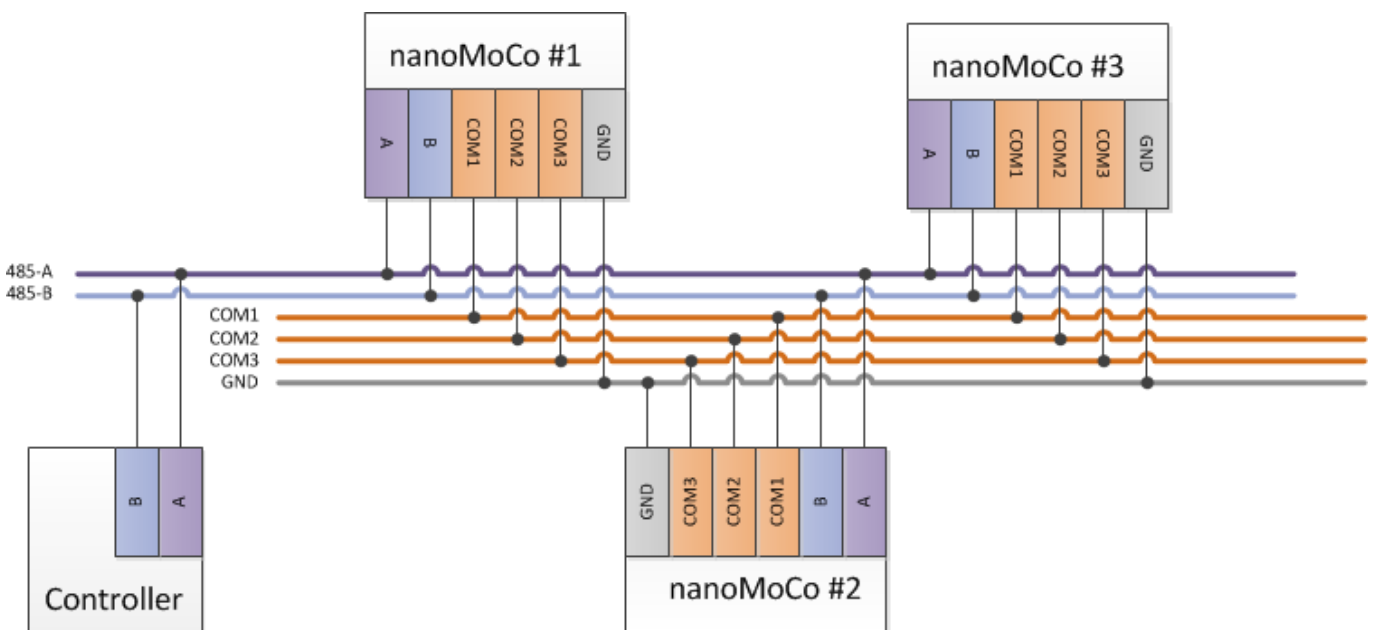 nanoMoCo #1
A B COM1 COM2 COM3 GND
nanoMoCo #3
A B COM1 COM2 COM3 GND
485-A
485-B
COM1
COM2
COM3
GND
B A
Controller
GND COM3 COM2 COM1 B A
nanoMoCo #2